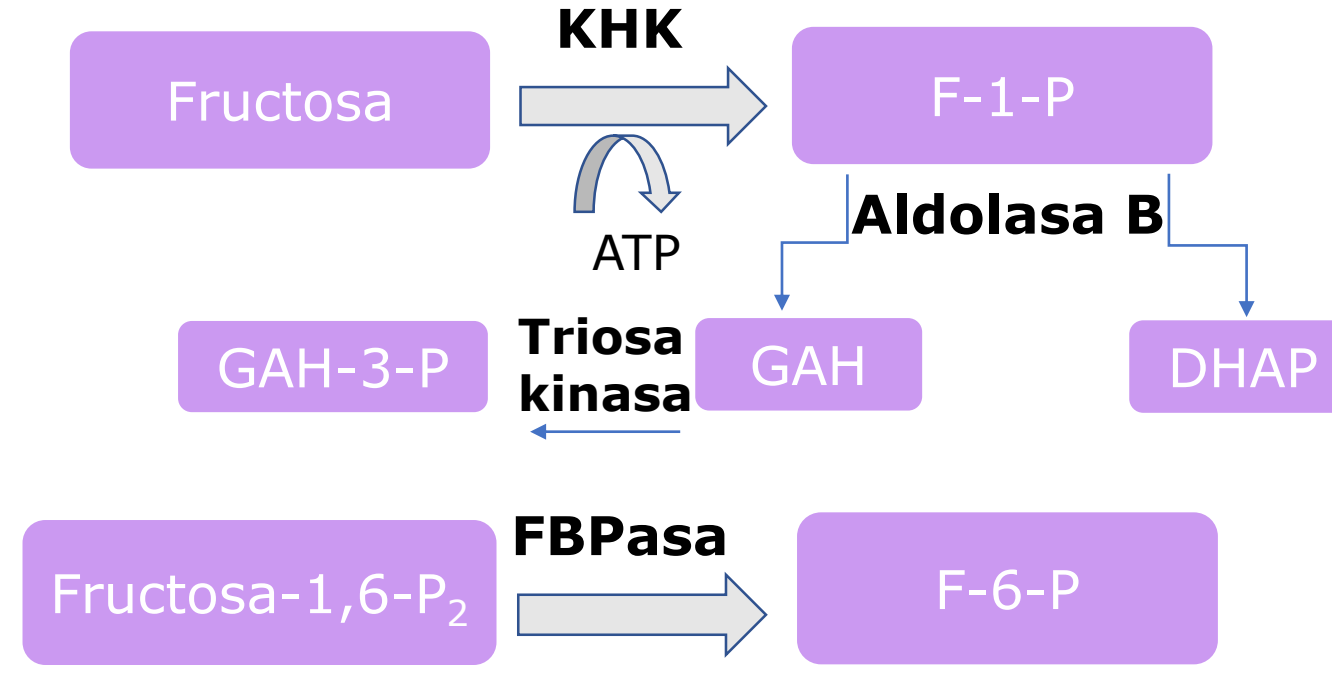 KHK
Fructosa
F-1-P
Aldolasa B
ATP
Triosa
kinasa
GAH-3-P
GAH
DHAP
FBPasa
Fructosa-1,6-P₂
F-6-P